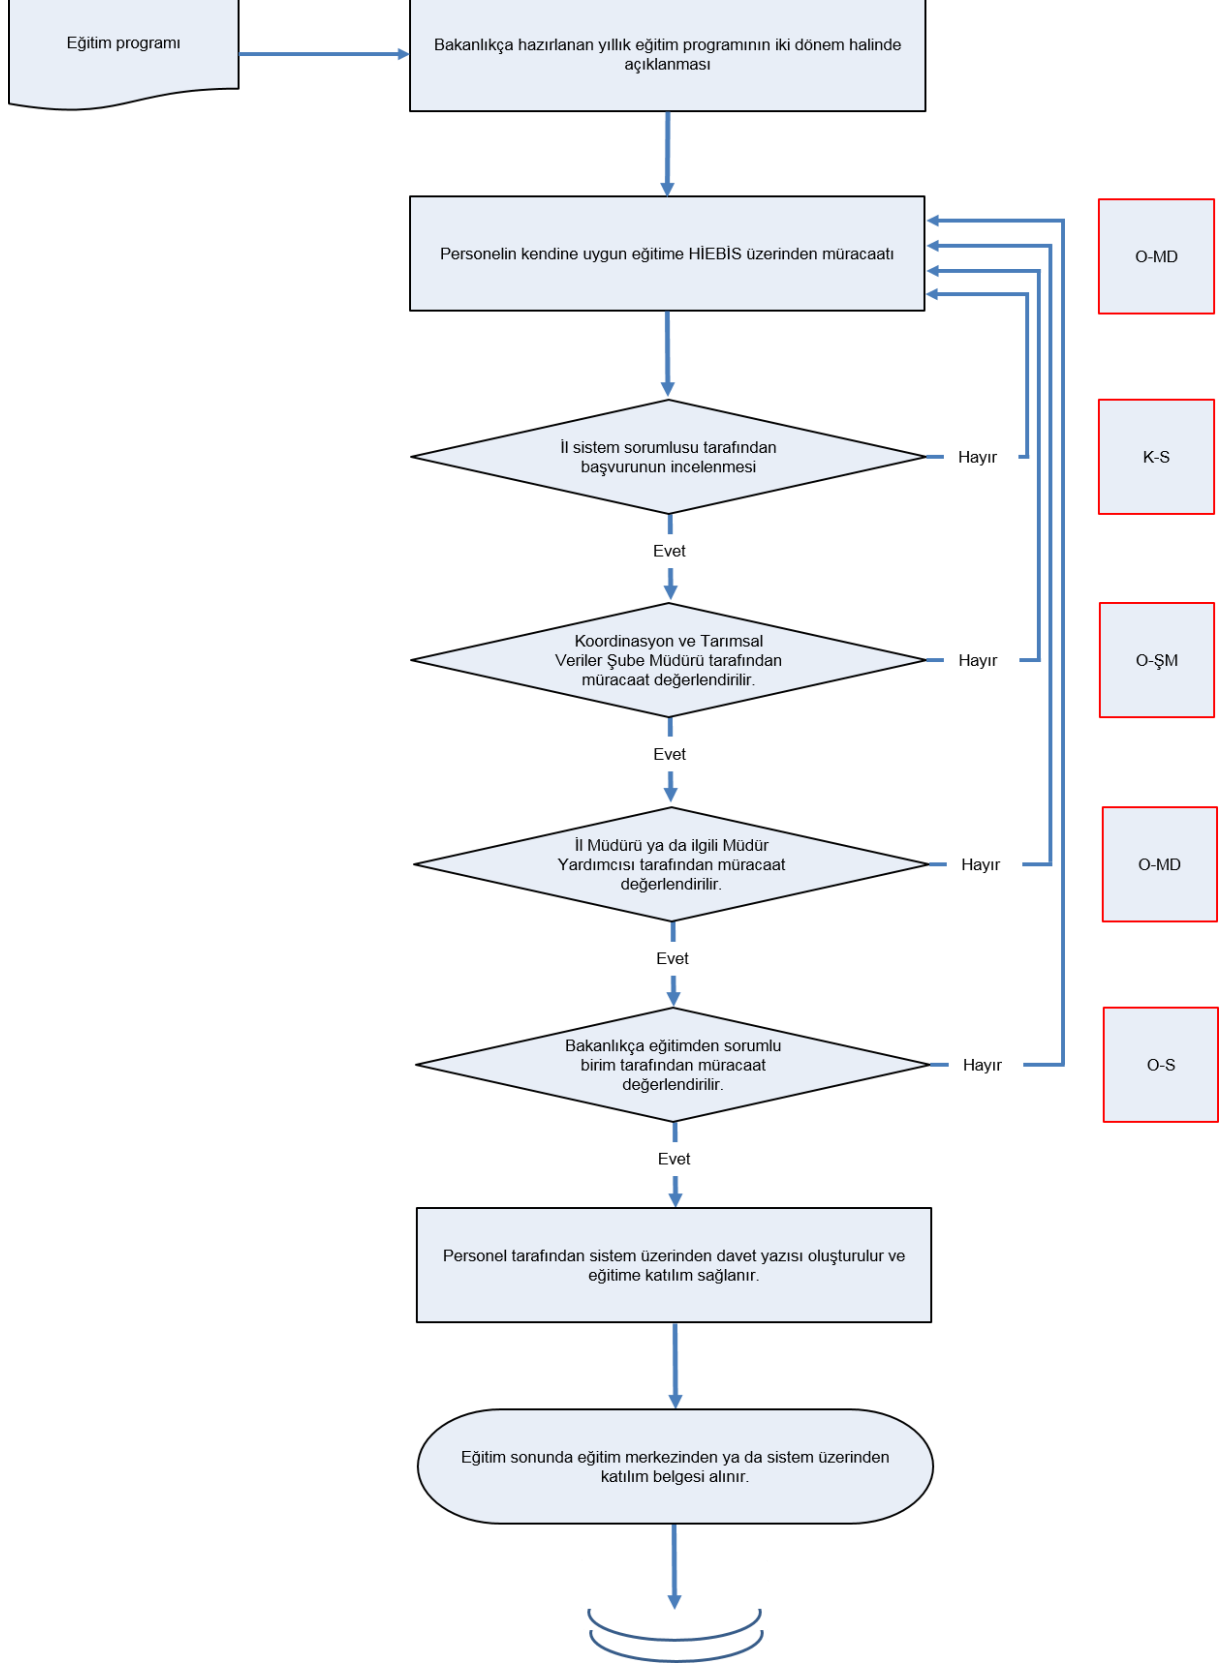 Eğitim programı
Bakanlıkça hazırlanan yıllık eğitim programının iki dönem halinde
açıklanması
Personelin kendine uygun eğitime HİEBİS üzerinden müracaatı
O-MD
İl sistem sorumlusu tarafından
başvurunun incelenmesi
Hayır
K-S
Evet
Koordinasyon ve Tarımsal
Veriler Şube Müdürü tarafından
müracaat değerlendirilir.
Hayır
O-ŞM
Evet
İl Müdürü ya da ilgili Müdür
Yardımcısı tarafından müracaat
değerlendirilir.
Hayır
O-MD
Evet
Bakanlıkça eğitimden sorumlu
birim tarafından müracaat
değerlendirilir.
Hayır
O-S
Evet
Personel tarafından sistem üzerinden davet yazısı oluşturulur ve
eğitime katılım sağlanır.
Eğitim sonunda eğitim merkezinden ya da sistem üzerinden
katılım belgesi alınır.